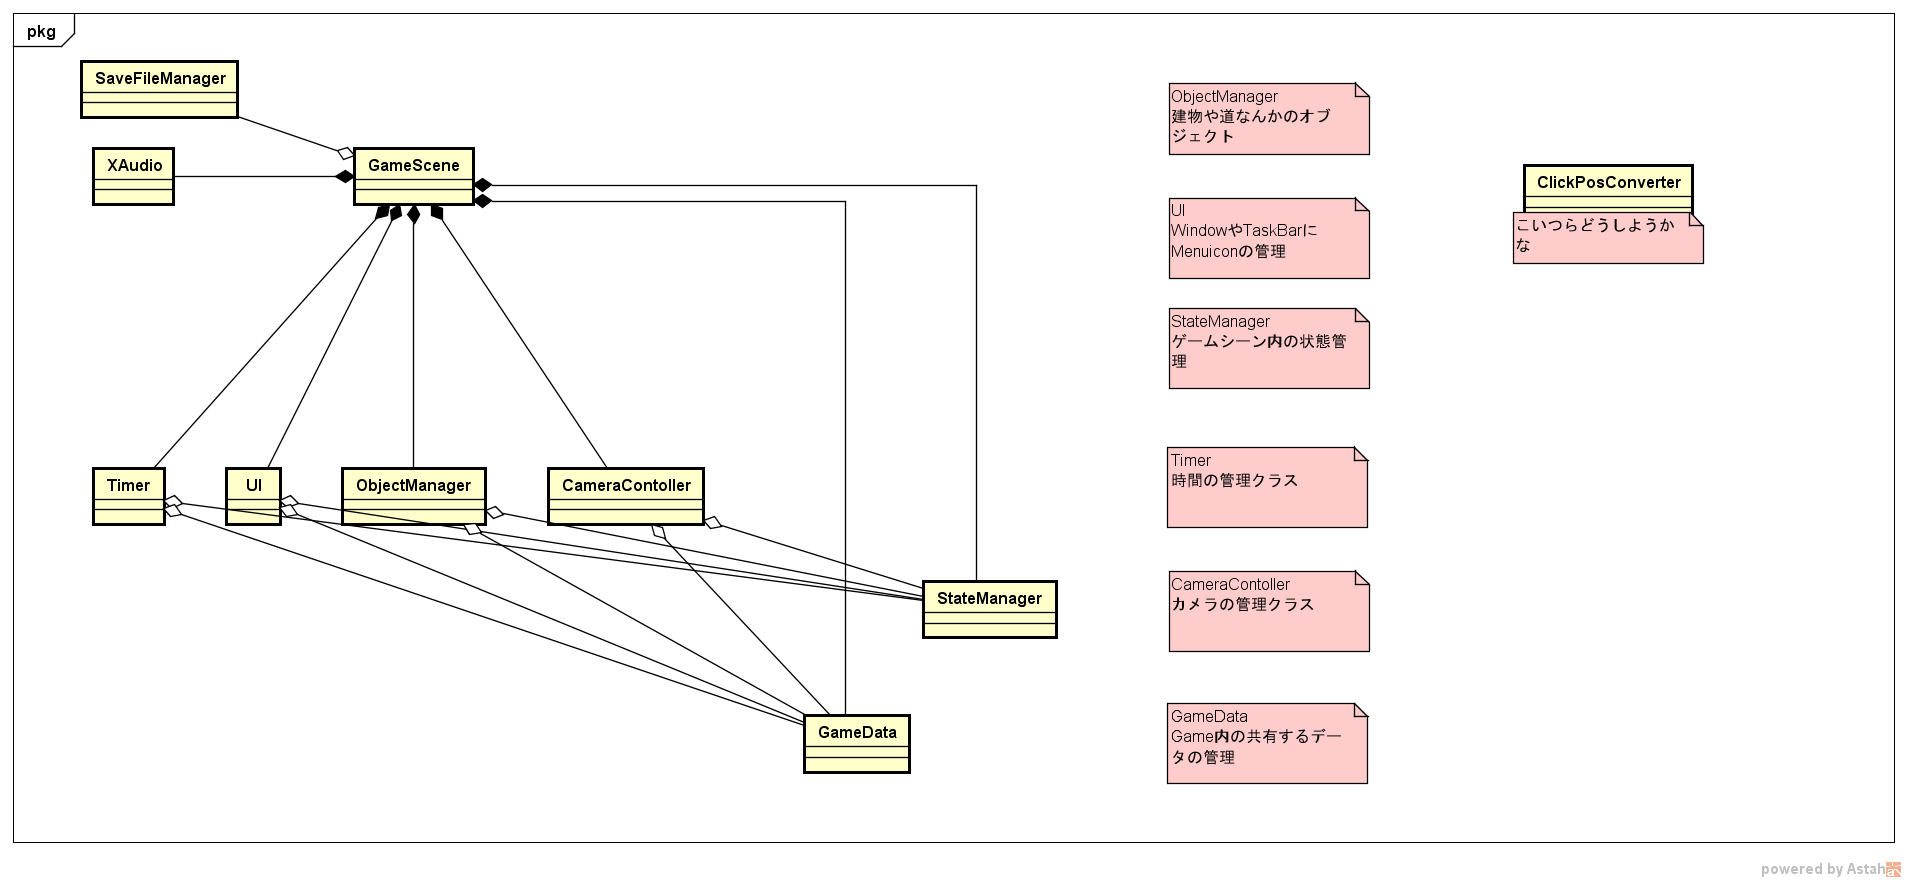 pkg
SaveFileManager
XAudio
GameScene
Timer
UI
ObjectManager
CameraContoller
StateManager
GameData
ObjectManager
建物や道なんかのオブ
ジェクト
UI
WindowやTaskBarに
Menuiconの管理
StateManager
ゲームシーン内の状態管
理
Timer
時間の管理クラス
CameraContoller
カメラの管理クラス
GameData
Game内の共有するデー
タの管理
ClickPosConverter
こいつらどうしようか
な
powered by Astah